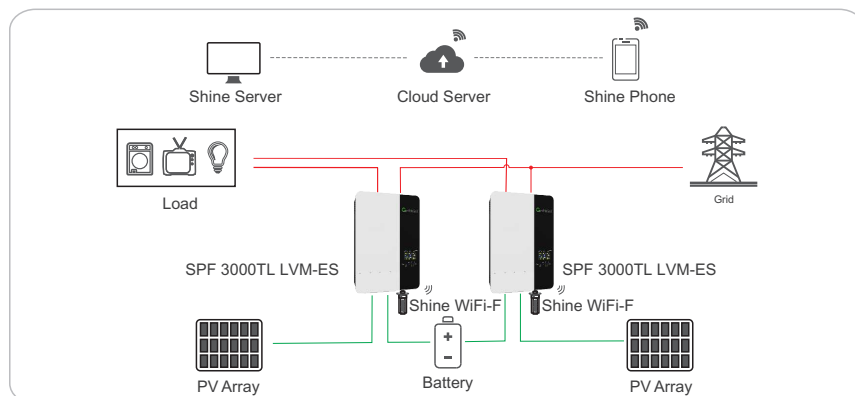 Shine Server
Cloud Server
Shine Phone
Load
Grid
SPF 3000TL LVM-ES
SPF 3000TL LVM-ES
Shine WiFi-F
Shine WiFi-F
PV Array
Battery
PV Array